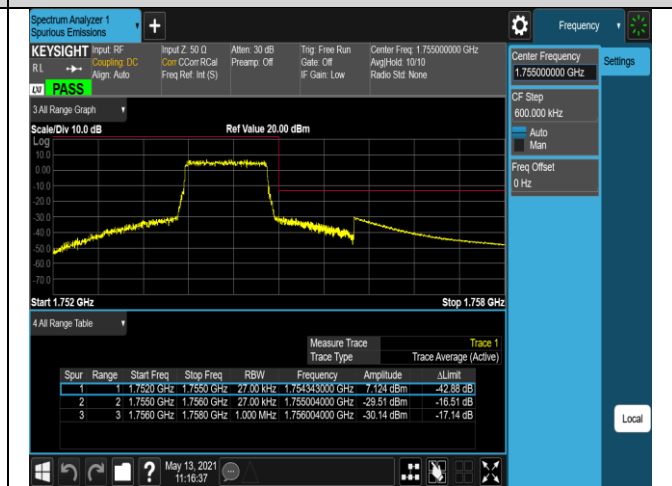 Spectrum Analyzer 1
Spurious Emissions
+
Frequency
KEYSIGHT
RL
LXI PASS
Input: RF
Coupling: DC
Align: Auto
Input Z: 50 Ω
Corr CCorr RCal
Freq Ref: Int (S)
Atten: 30 dB
Preamp: Off
Trig: Free Run
Gate: Off
IF Gain: Low
Center Freq: 1.755000000 GHz
Avg|Hold: 10/10
Radio Std: None
Center Frequency
1.755000000 GHz
Settings
CF Step
600.000 kHz
Auto
Man
Freq Offset
0 Hz
3 All Range Graph
Scale/Div 10.0 dB
Ref Value 20.00 dBm
Log
10.0
0.00
-10.0
-20.0
-30.0
-40.0
-50.0
-60.0
-70.0
Start 1.752 GHz
Stop 1.758 GHz
4 All Range Table
Measure Trace Trace 1
Trace Type Trace Average (Active)
Spur Range Start Freq Stop Freq RBW Frequency Amplitude ΔLimit
1 1 1.7520 GHz 1.7550 GHz 27.00 kHz 1.754343000 GHz 7.124 dBm -42.88 dB
2 2 1.7550 GHz 1.7560 GHz 27.00 kHz 1.755004000 GHz -29.51 dBm -16.51 dB
3 3 1.7560 GHz 1.7580 GHz 1.000 MHz 1.756004000 GHz -30.14 dBm -17.14 dB
Local
?
May 13, 2021
11:16:37